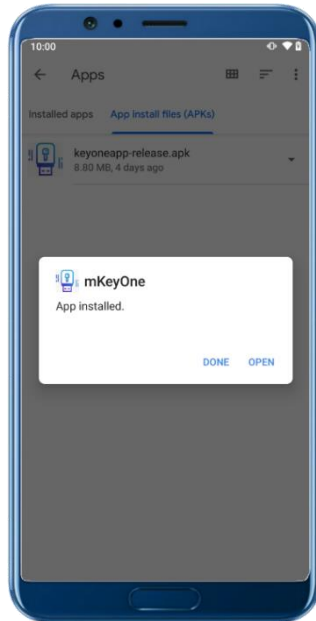 10:00
Apps
Installed apps App install files (APKs)
keyoneapp-release.apk
8.80 MB, 4 days ago
mKeyOne
App installed.
DONE OPEN